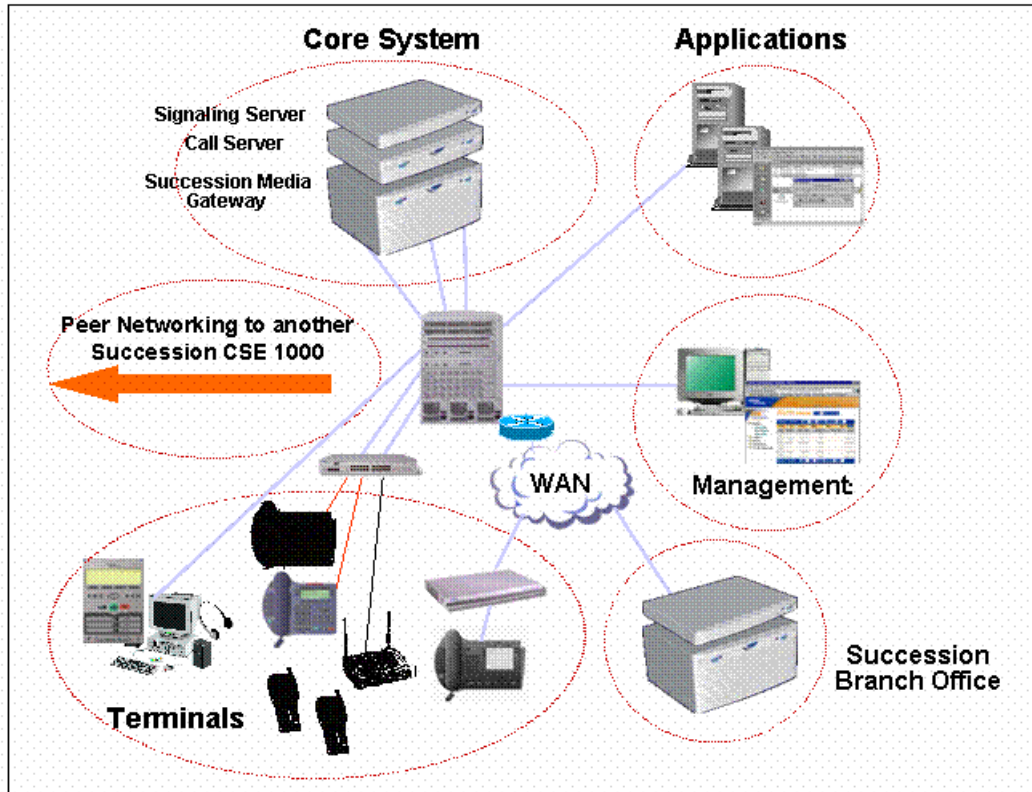 Core System
Applications
Signaling Server
Call Server
Succession Media
Gateway
Peer Networking to another
Succession CSE 1000
WAN
Management
Terminals
Succession
Branch Office